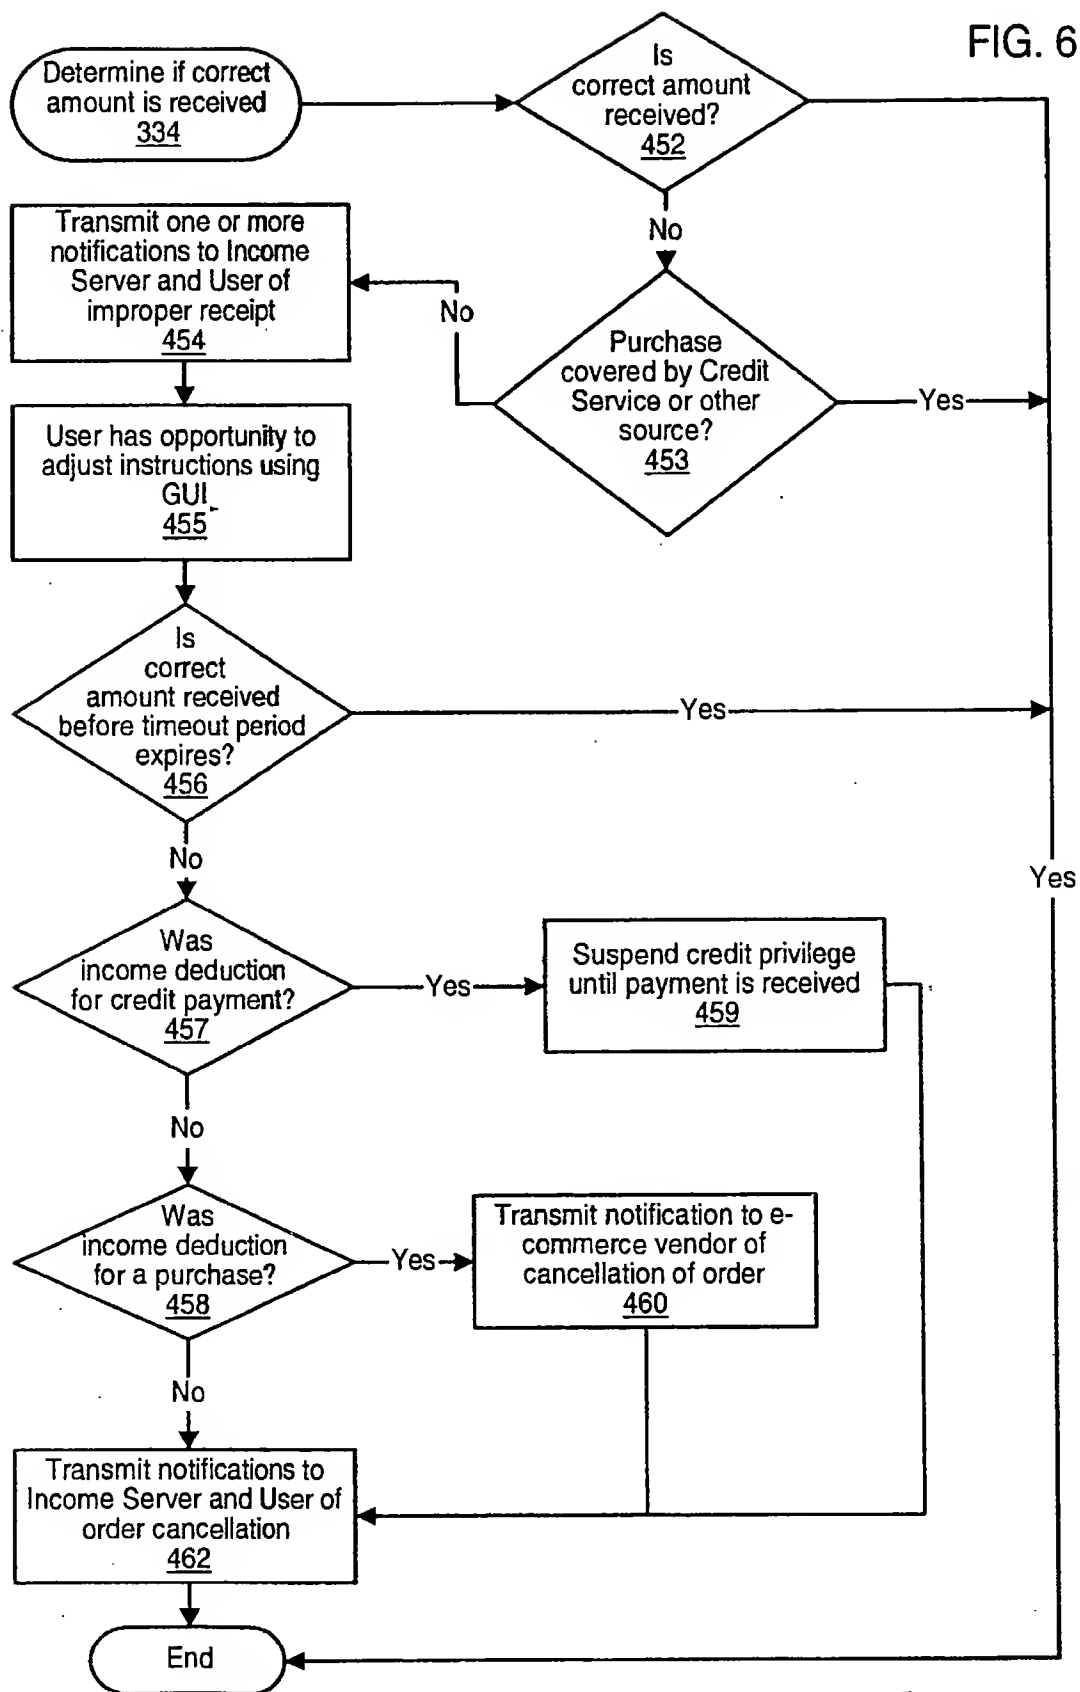 FIG. 6
Determine if correct
amount is received
334
Is
correct amount
received?
452
No
Transmit one or more
notifications to Income
Server and User of
improper receipt
454
No
Purchase
covered by Credit
Service or other
source?
453
Yes
User has opportunity to
adjust instructions using
GUI
455
Is
correct
amount received
before timeout period
expires?
456
Yes
No
Yes
Was
income deduction
for credit payment?
457
Yes
Suspend credit privilege
until payment is received
459
No
Was
income deduction
for a purchase?
458
Yes
Transmit notification to e-
commerce vendor of
cancellation of order
460
No
Transmit notifications to
Income Server and User of
order cancellation
462
End